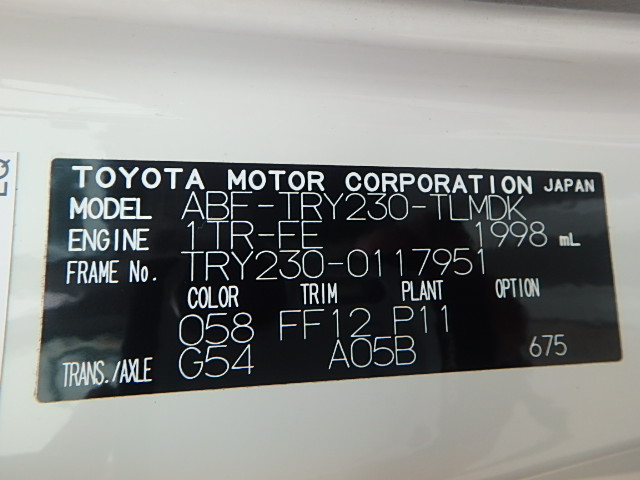 TOYOTA MOTOR CORPORATION JAPAN
MODEL ABF-TRY230-TLMDK
ENGINE 1TR-FE 1998 mL
FRAME No. TRY230-0117951
COLOR TRIM PLANT OPTION
058 FF12 P11
TRANS./AXLE G54 A05B 675